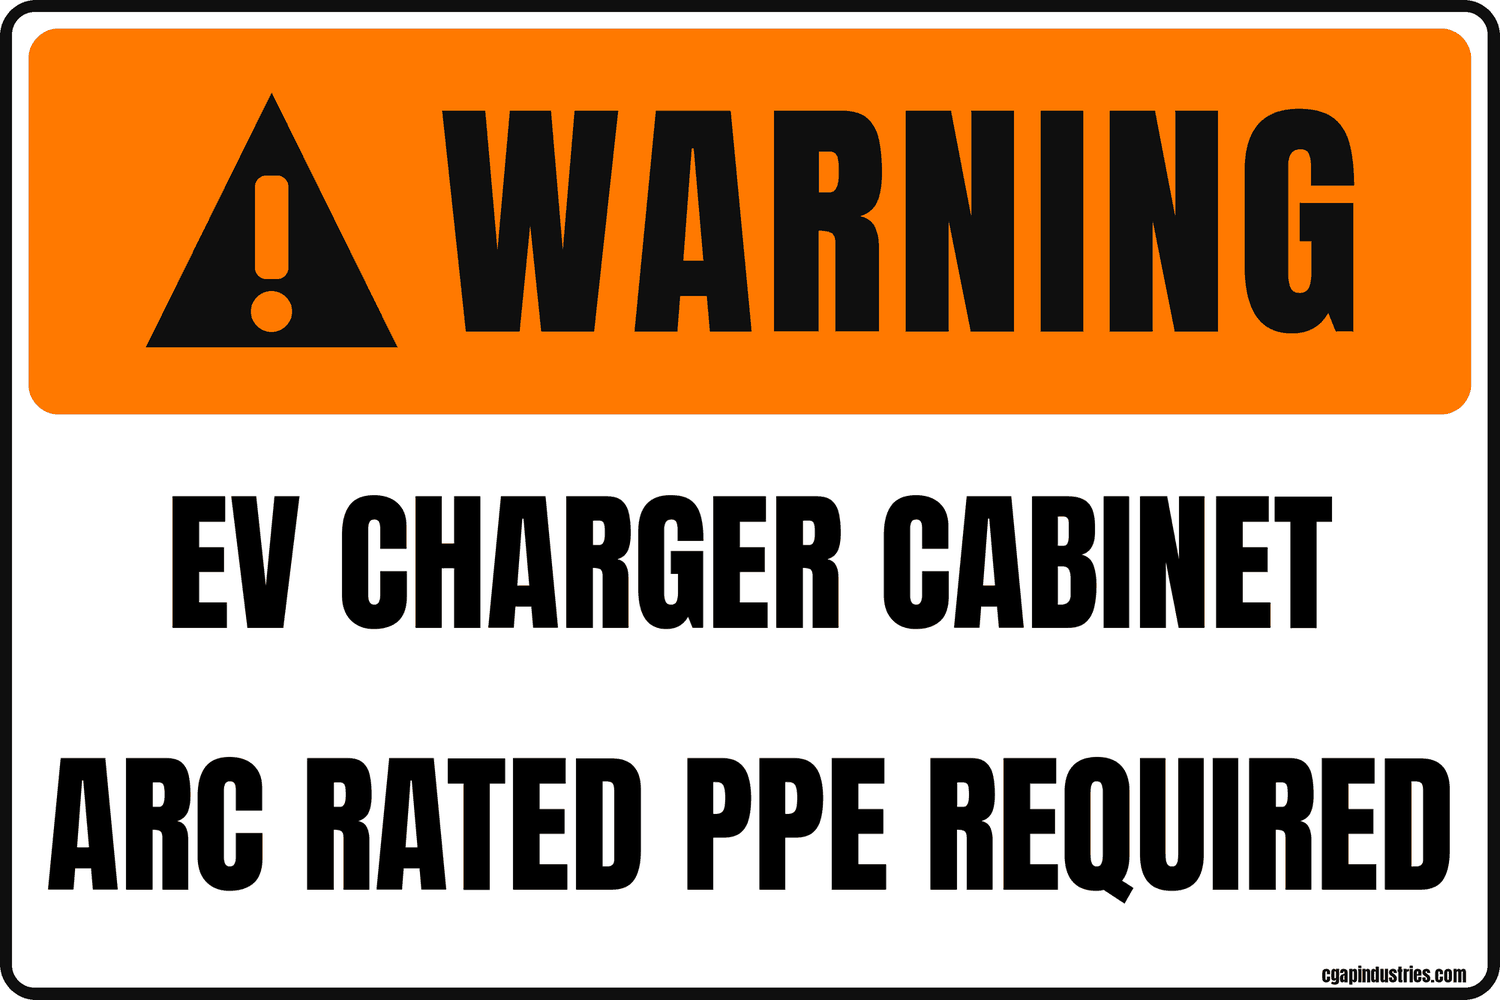 WARNING
EV CHARGER CABINET
ARC RATED PPE REQUIRED
cgapindustries.com